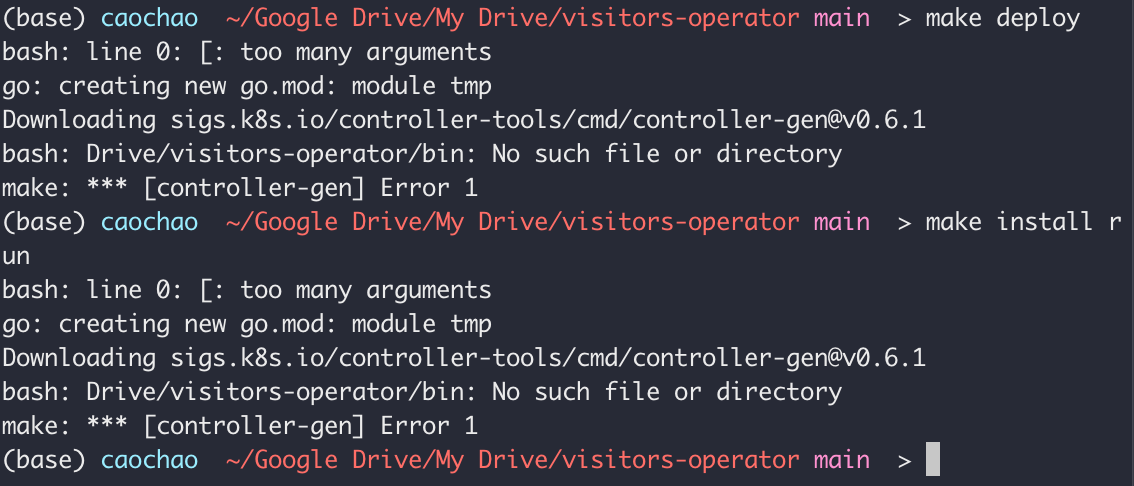 (base) caochao  ~/Google Drive/My Drive/visitors-operator main  > make deploy
bash: line 0: [: too many arguments
go: creating new go.mod: module tmp
Downloading sigs.k8s.io/controller-tools/cmd/controller-gen@v0.6.1
bash: Drive/visitors-operator/bin: No such file or directory
make: *** [controller-gen] Error 1
(base) caochao  ~/Google Drive/My Drive/visitors-operator main  > make install r
un
bash: line 0: [: too many arguments
go: creating new go.mod: module tmp
Downloading sigs.k8s.io/controller-tools/cmd/controller-gen@v0.6.1
bash: Drive/visitors-operator/bin: No such file or directory
make: *** [controller-gen] Error 1
(base) caochao  ~/Google Drive/My Drive/visitors-operator main  >